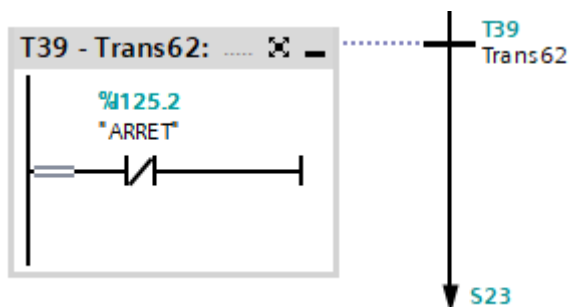 T39 - Trans62: .....
%I125.2
"ARRET"
T39
Trans62
S23